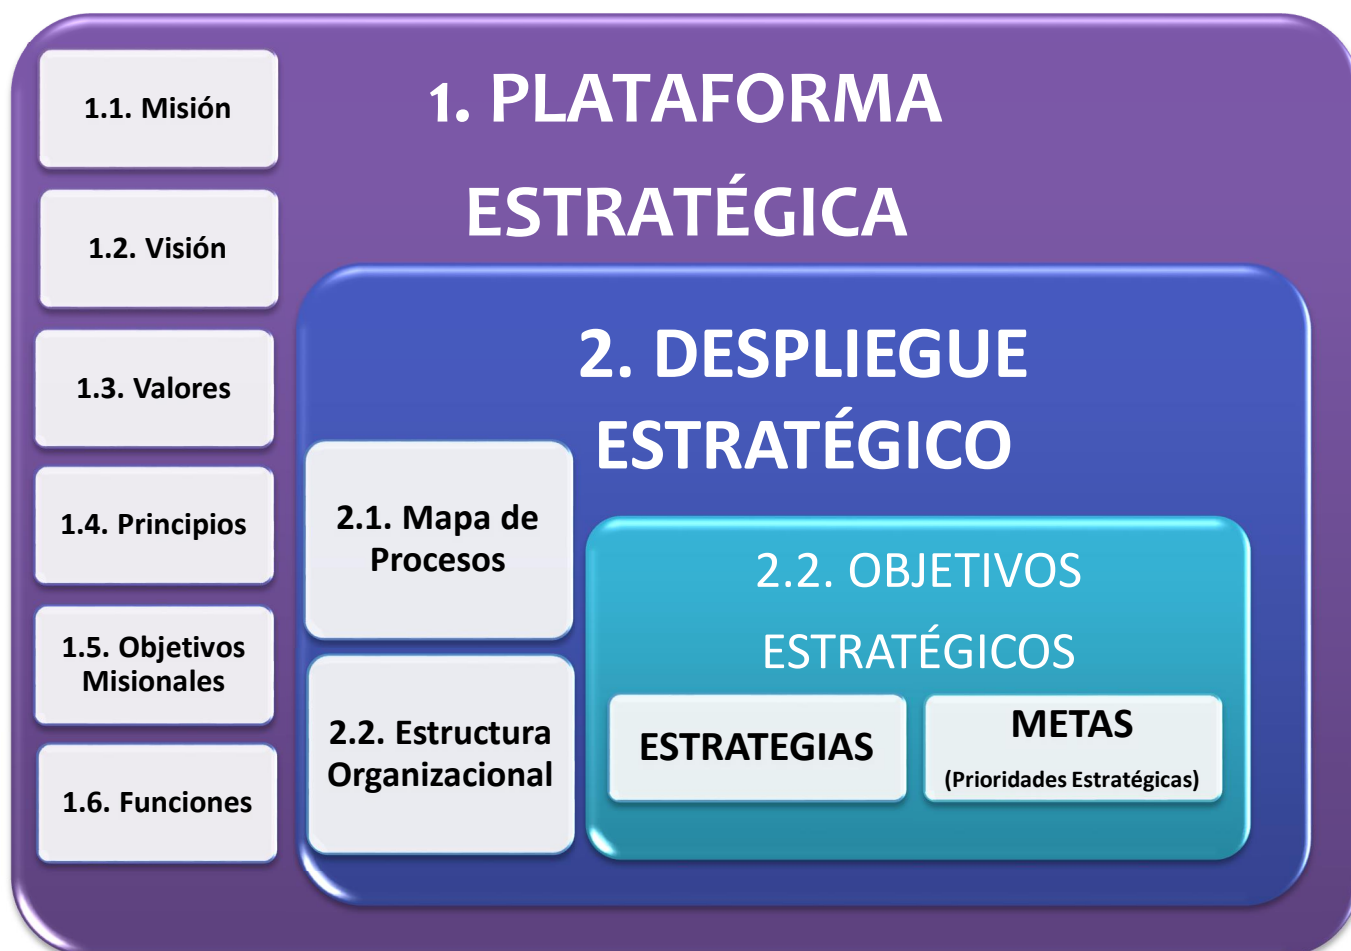 1. PLATAFORMA
ESTRATÉGICA
1.1. Misión
1.2. Visión
1.3. Valores
1.4. Principios
1.5. Objetivos
Misionales
1.6. Funciones
2. DESPLIEGUE
ESTRATÉGICO
2.1. Mapa de
Procesos
2.2. Estructura
Organizacional
2.2. OBJETIVOS
ESTRATÉGICOS
ESTRATEGIAS
METAS
(Prioridades Estratégicas)